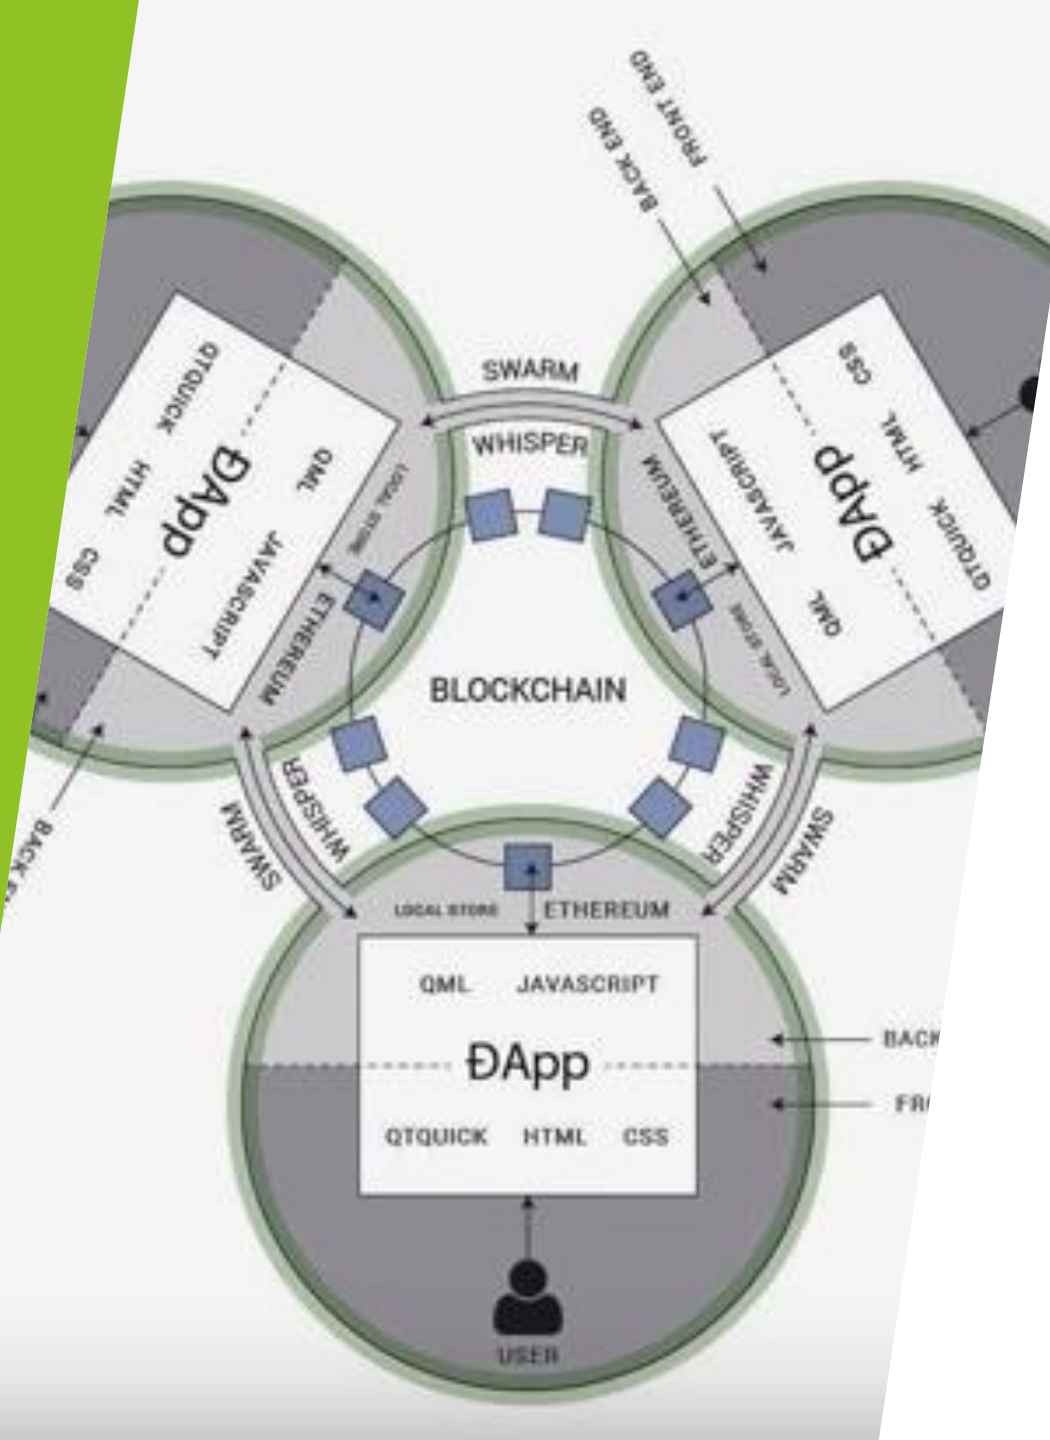 FRONT END
BACK END
SWARM
WHISPER
QTQUICK HTML CSS
ĐApp
QML JAVASCRIPT
LOCAL STORE ETHEREUM
CSS HTML QTQUICK
ĐApp
JAVASCRIPT QML
ETHEREUM LOCAL STORE
BLOCKCHAIN
WHISPER
SWARM
WHISPER
SWARM
BACK
LOCAL STORE ETHEREUM
QML JAVASCRIPT
ĐApp
QTQUICK HTML CSS
BACK
USER